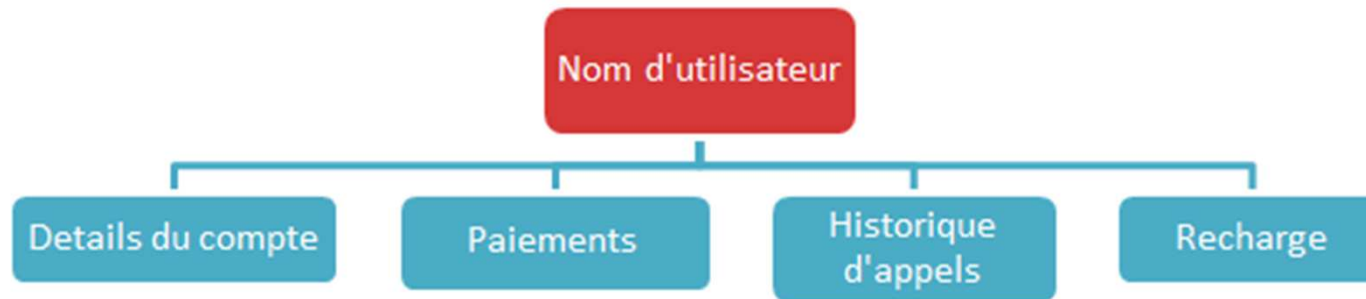 Nom d'utilisateur
Details du compte
Paiements
Historique
d'appels
Recharge